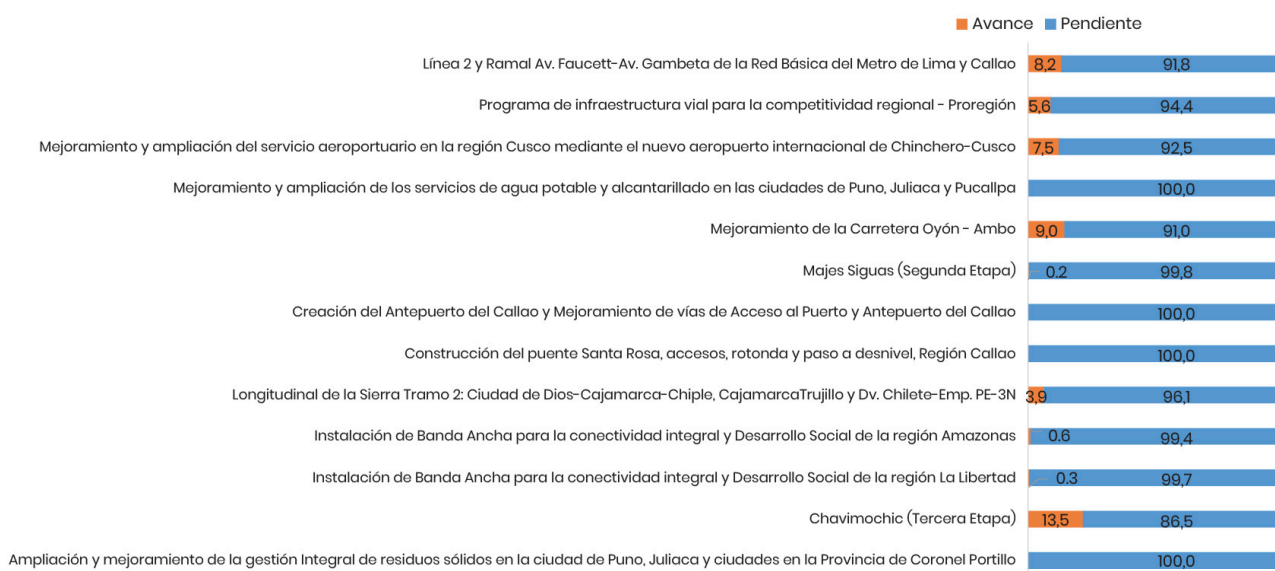 Avance Pendiente
Línea 2 y Ramal Av. Faucett-Av. Gambeta de la Red Básica del Metro de Lima y Callao 8,2 91,8
Programa de infraestructura vial para la competitividad regional - Proregión 5,6 94,4
Mejoramiento y ampliación del servicio aeroportuario en la región Cusco mediante el nuevo aeropuerto internacional de Chinchero-Cusco 7,5 92,5
Mejoramiento y ampliación de los servicios de agua potable y alcantarillado en las ciudades de Puno, Juliaca y Pucallpa 100,0
Mejoramiento de la Carretera Oyón - Ambo 9,0 91,0
Majes Siguas (Segunda Etapa) 0.2 99,8
Creación del Antepuerto del Callao y Mejoramiento de vías de Acceso al Puerto y Antepuerto del Callao 100,0
Construcción del puente Santa Rosa, accesos, rotonda y paso a desnivel, Región Callao 100,0
Longitudinal de la Sierra Tramo 2: Ciudad de Dios-Cajamarca-Chiple, CajamarcaTrujillo y Dv. Chilete-Emp. PE-3N 3,9 96,1
Instalación de Banda Ancha para la conectividad integral y Desarrollo Social de la región Amazonas 0.6 99,4
Instalación de Banda Ancha para la conectividad integral y Desarrollo Social de la región La Libertad 0.3 99,7
Chavimochic (Tercera Etapa) 13,5 86,5
Ampliación y mejoramiento de la gestión Integral de residuos sólidos en la ciudad de Puno, Juliaca y ciudades en la Provincia de Coronel Portillo 100,0